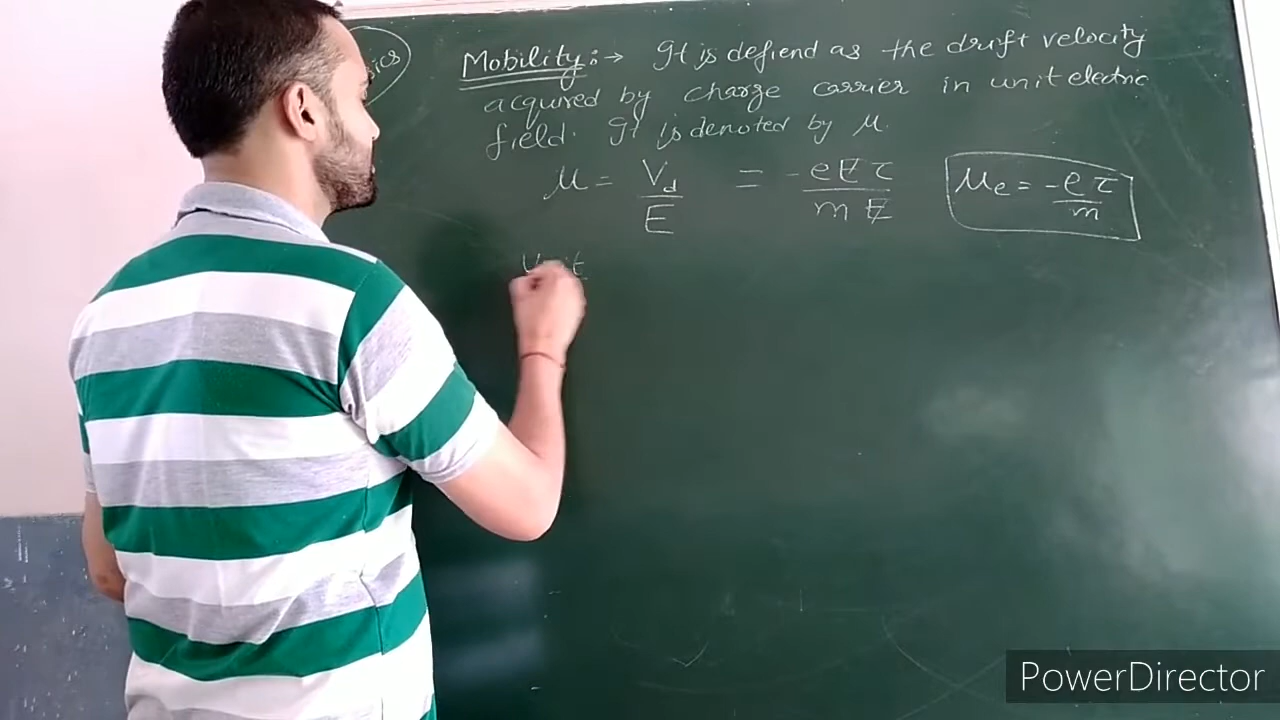 Mobility:→ It is defiend as the drift velocity
acqured by charge carrier in unit electric
field. It is denoted by μ.
μ = V_d / E = -eEτ / mE μ_e = -eτ / m
Unit
PowerDirector